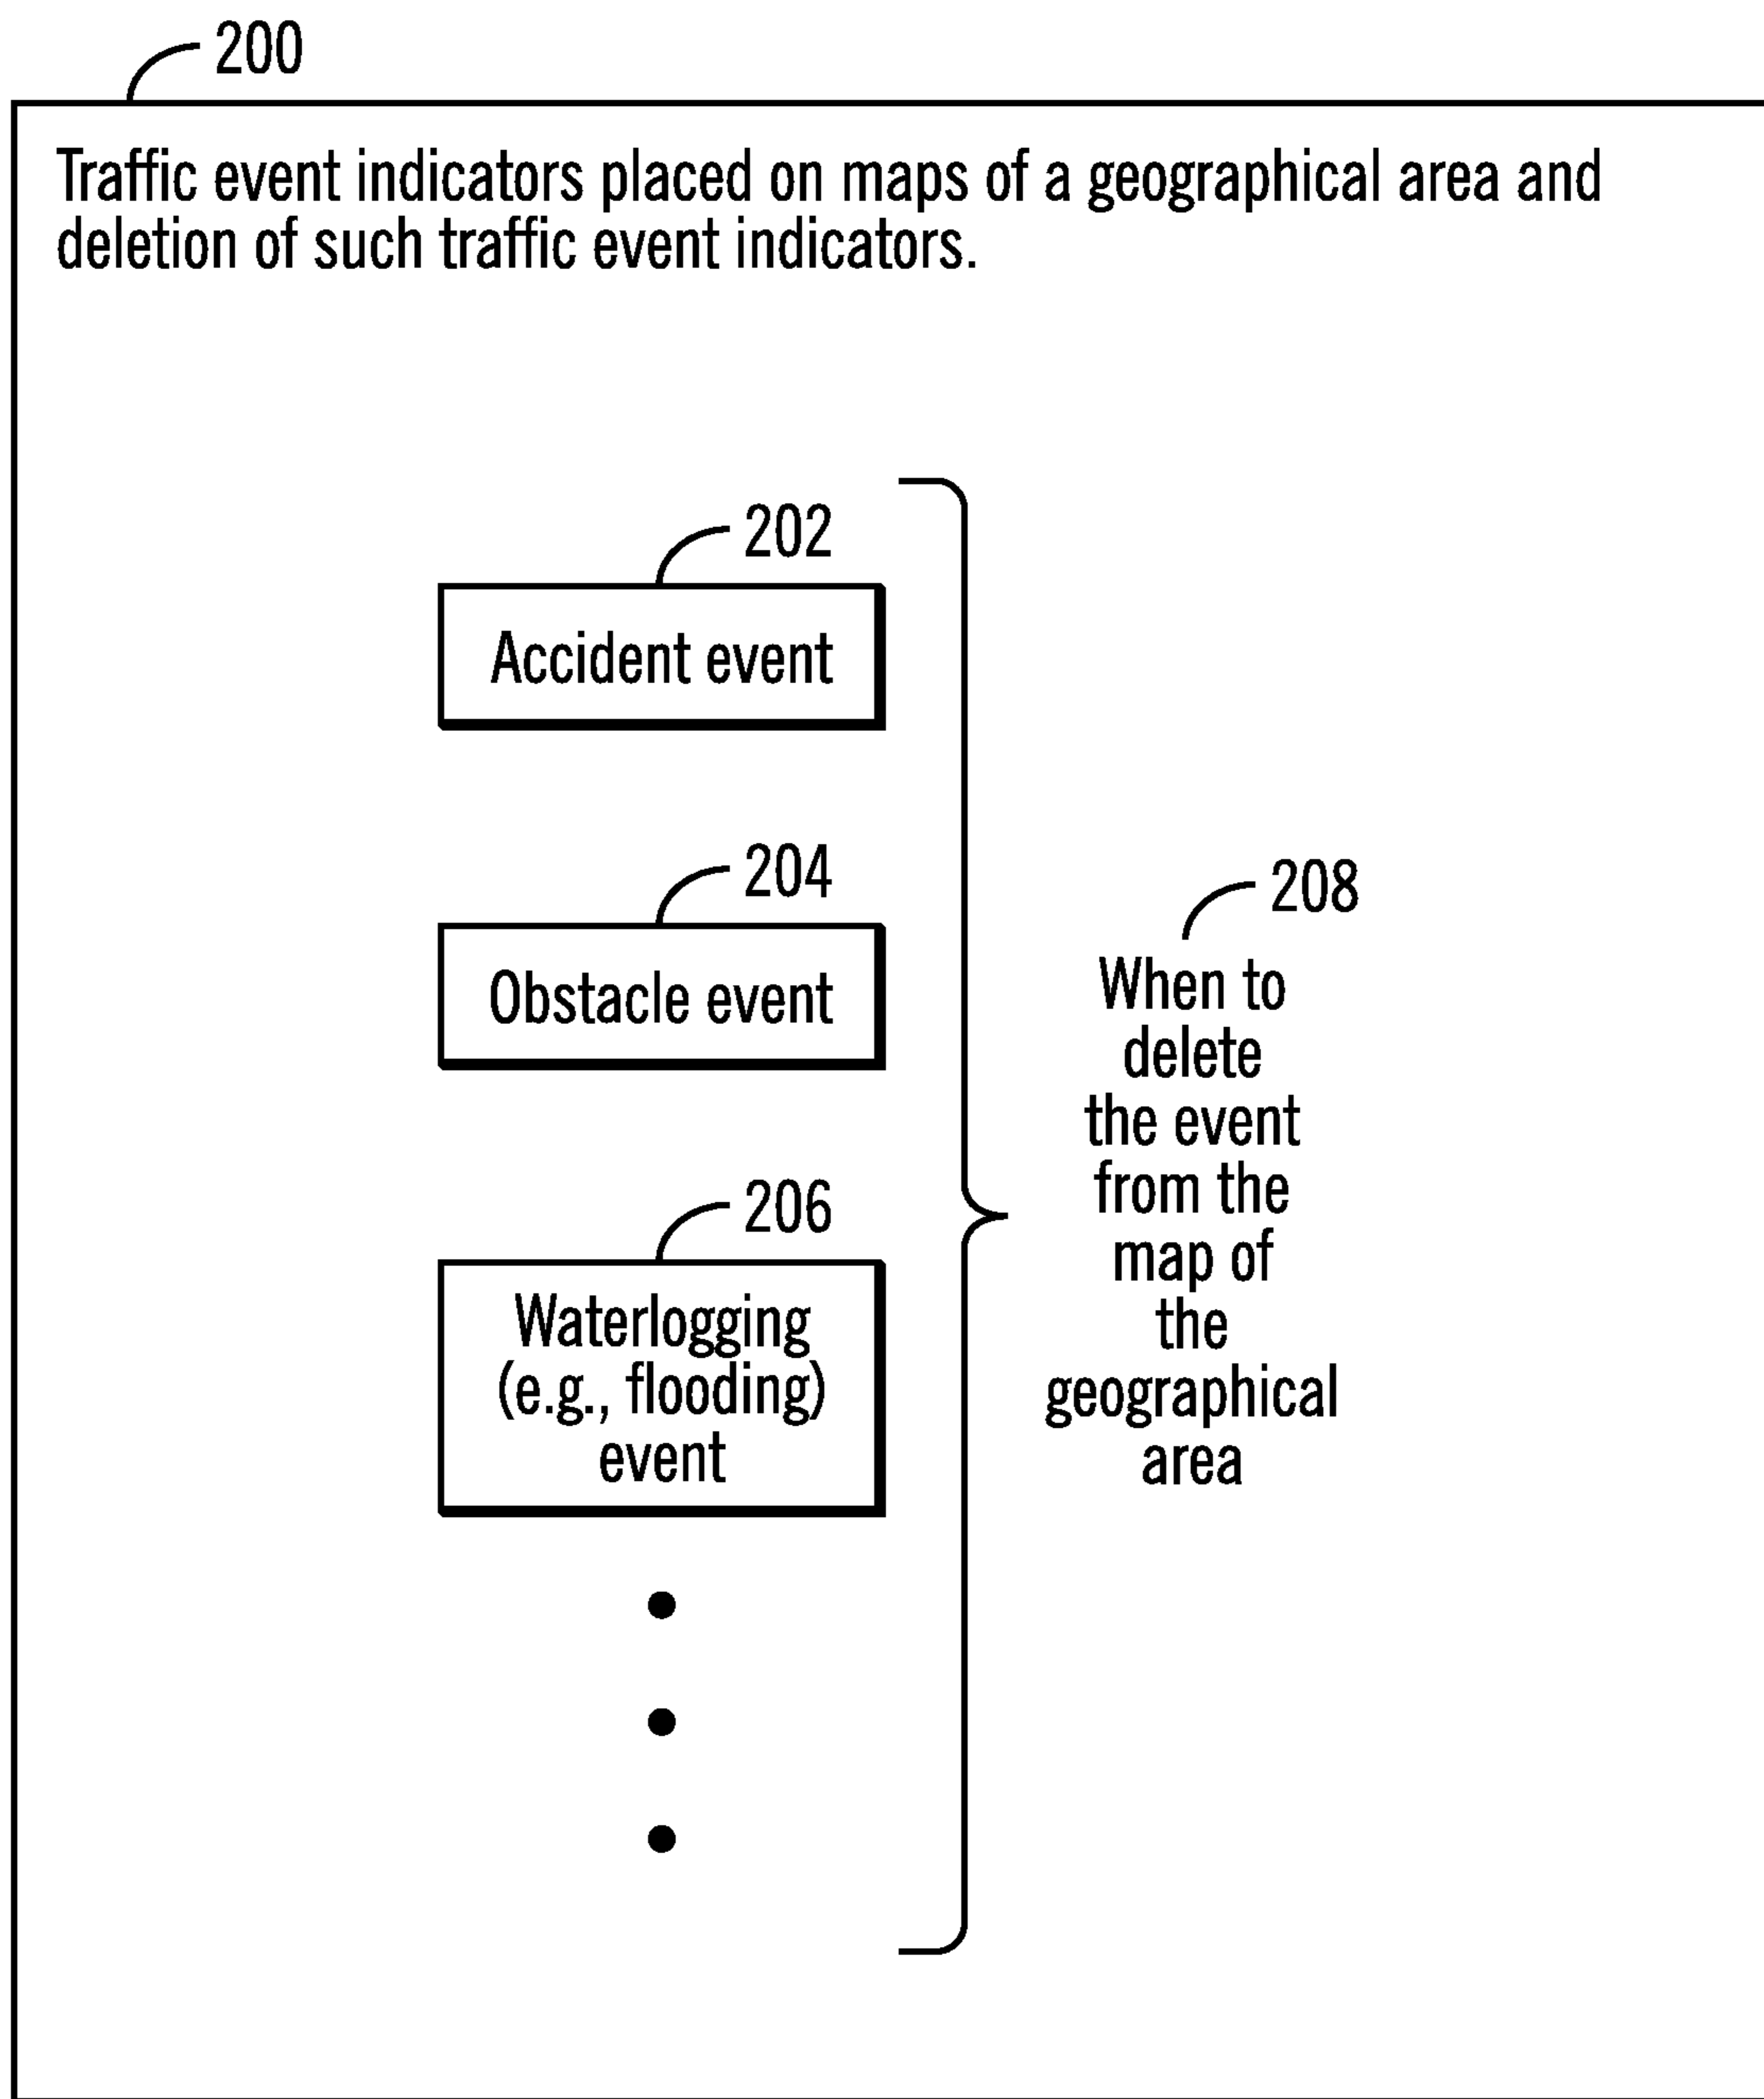 200
Traffic event indicators placed on maps of a geographical area and
deletion of such traffic event indicators.
202
Accident event
204
Obstacle event
206
Waterlogging
(e.g., flooding)
event
208
When to
delete
the event
from the
map of
the
geographical
area